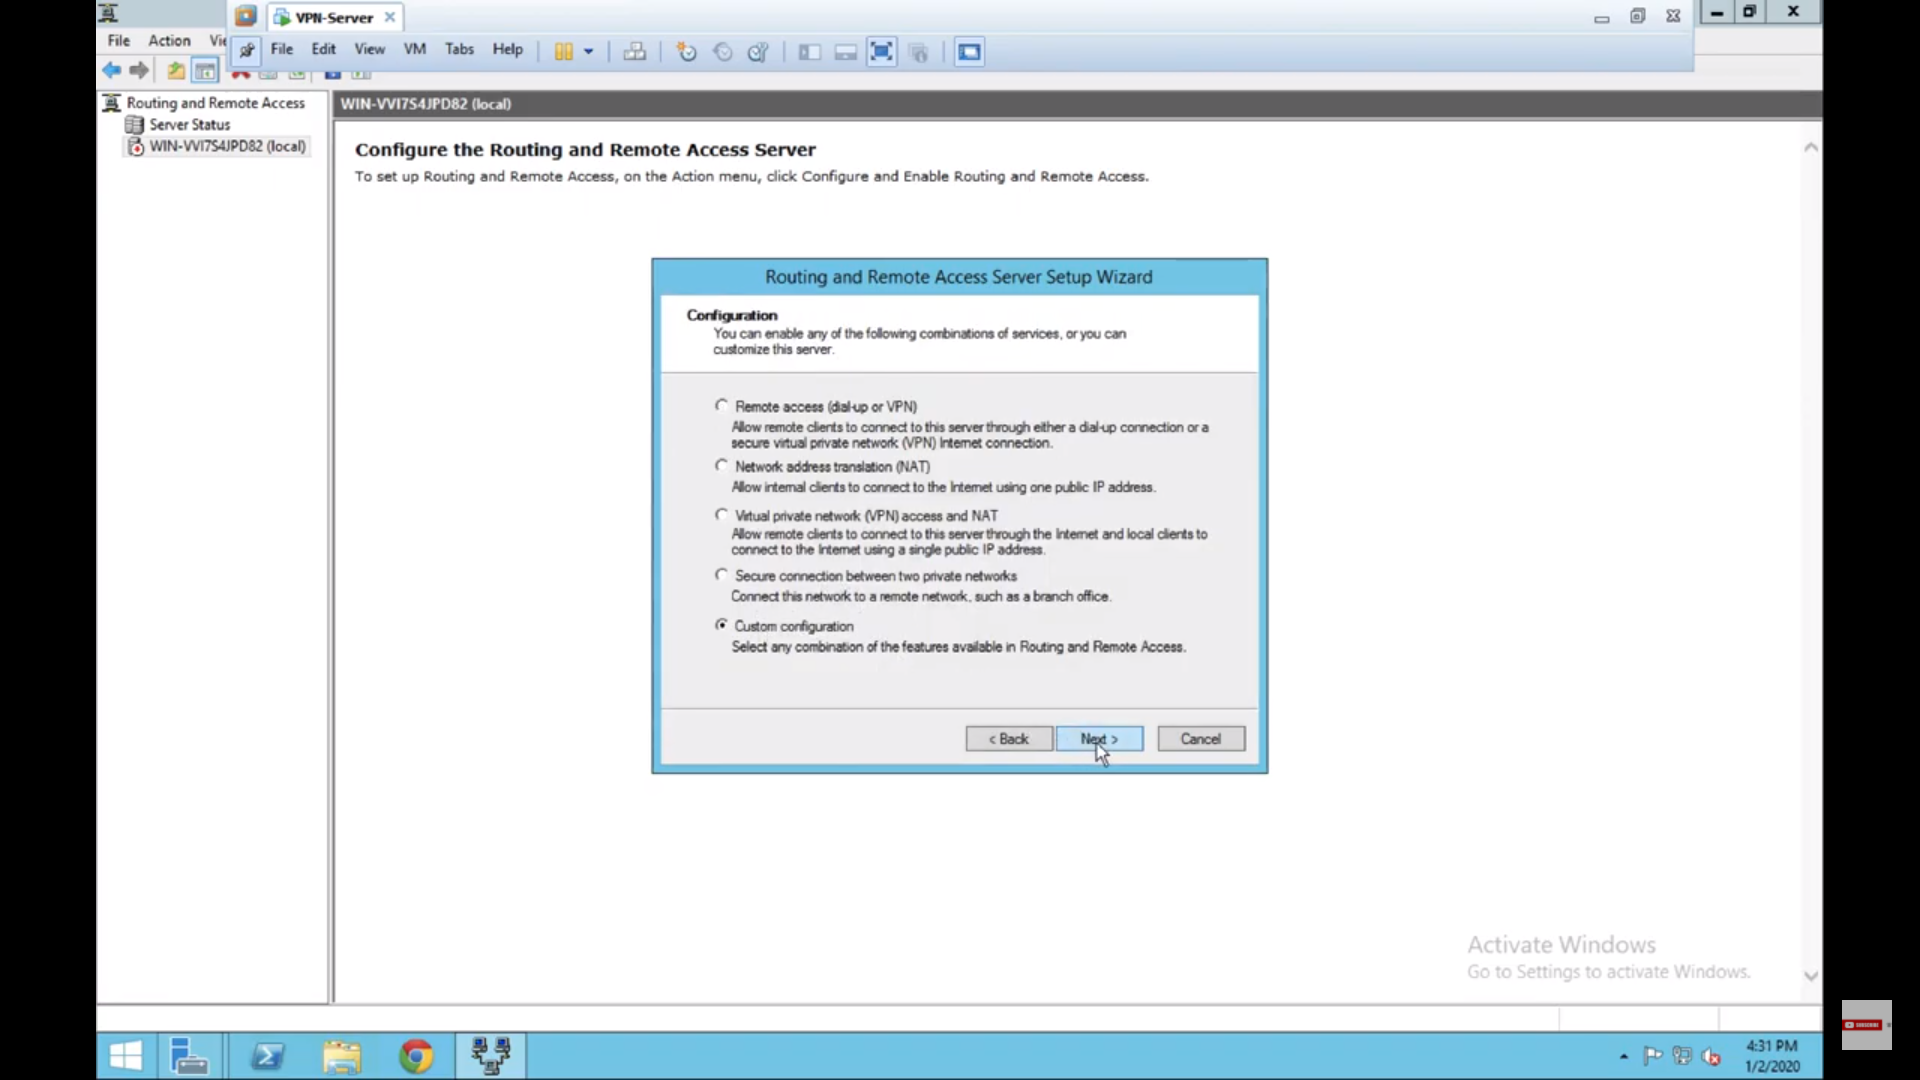 VPN-Server
File Action Vi
File Edit View VM Tabs Help
Routing and Remote Access
Server Status
WIN-VVI7S4JPD82 (local)
WIN-VVI7S4JPD82 (local)
Configure the Routing and Remote Access Server
To set up Routing and Remote Access, on the Action menu, click Configure and Enable Routing and Remote Access.
Routing and Remote Access Server Setup Wizard
Configuration
You can enable any of the following combinations of services, or you can
customize this server.
Remote access (dial-up or VPN)
Allow remote clients to connect to this server through either a dial-up connection or a
secure virtual private network (VPN) Internet connection.
Network address translation (NAT)
Allow internal clients to connect to the Internet using one public IP address.
Virtual private network (VPN) access and NAT
Allow remote clients to connect to this server through the Internet and local clients to
connect to the Internet using a single public IP address.
Secure connection between two private networks
Connect this network to a remote network, such as a branch office.
Custom configuration
Select any combination of the features available in Routing and Remote Access.
< Back Next > Cancel
Activate Windows
Go to Settings to activate Windows.
4:31 PM
1/2/2020
SUBSCRIBE